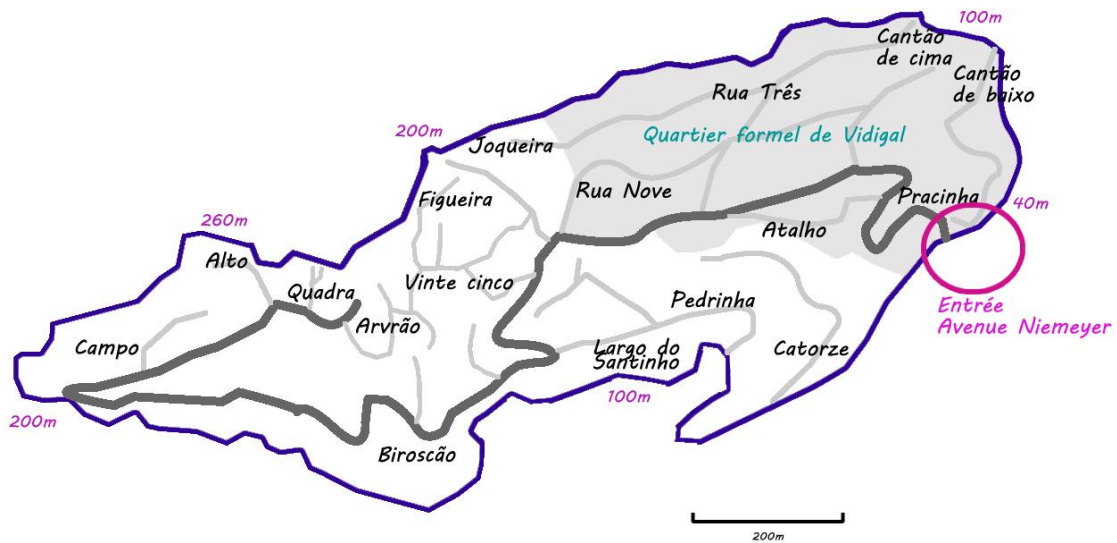 100m
Cantão
de cima
Cantão
de baixo
Rua Três
200m
Quartier formel de Vidigal
Joqueira
Figueira
Rua Nove
Pracinha
40m
260m
Atalho
Alto
Vinte cinco
Quadra
Pedrinha
Entrée
Avenue Niemeyer
Arvrão
Campo
Largo do
Santinho
Catorze
100m
200m
Biroscão
200m